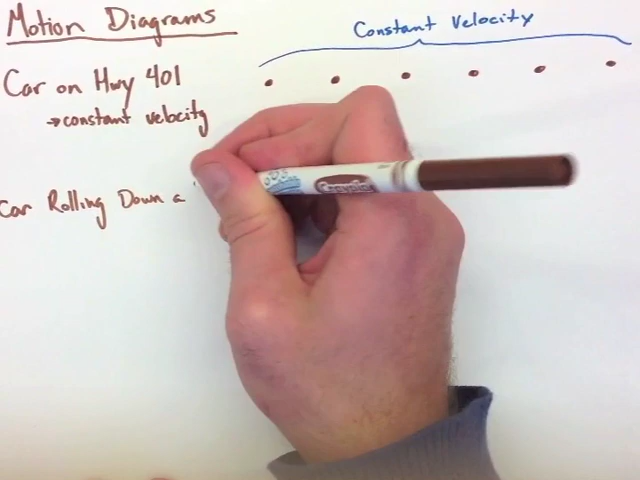 Motion Diagrams
Constant Velocity
Car on Hwy 401
→constant velocity
Car Rolling Down a
Crayola